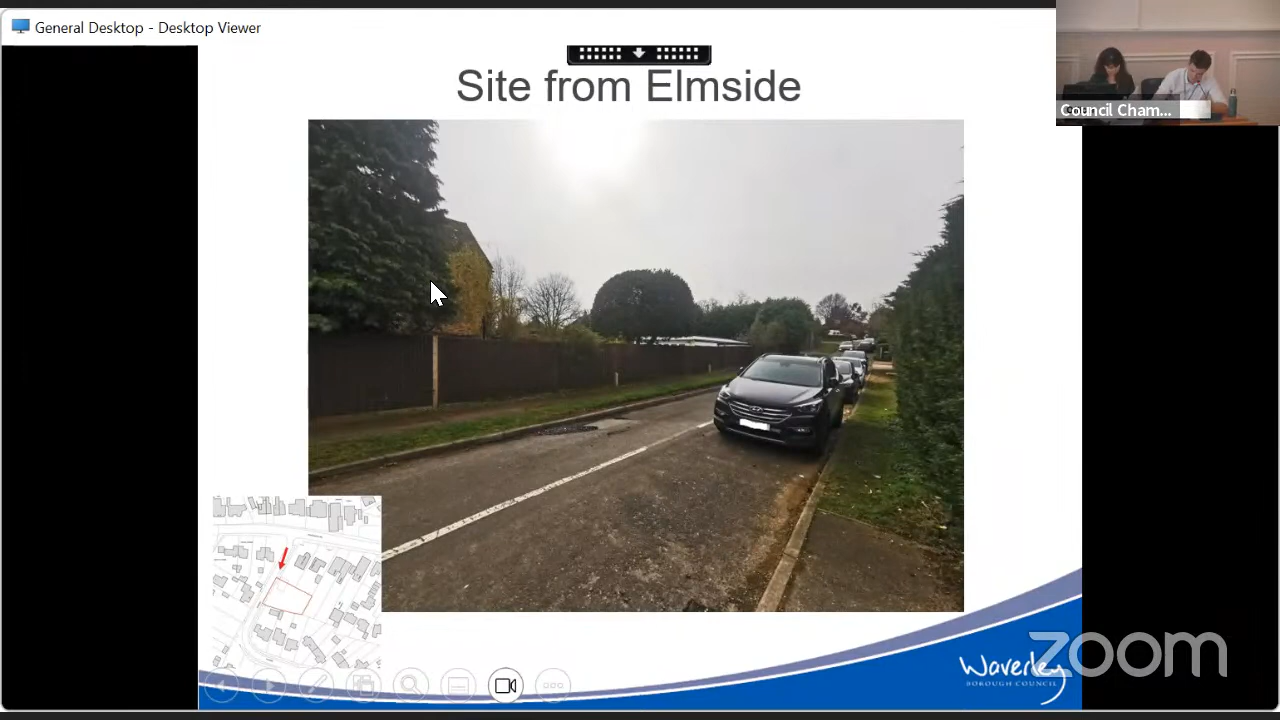 General Desktop - Desktop Viewer
Site from Elmside
Council Cham...
Waverley
BOROUGH COUNCIL
zoom